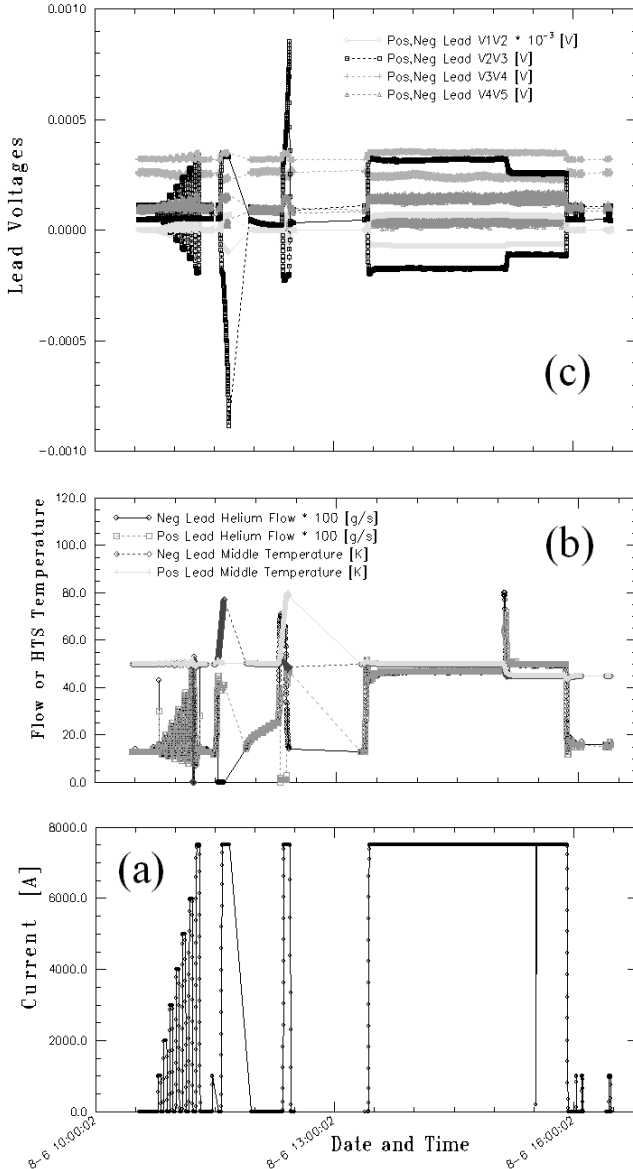 Pos,Neg Lead V1V2 * 10⁻³ [V]
Pos,Neg Lead V2V3 [V]
Pos,Neg Lead V3V4 [V]
Pos,Neg Lead V4V5 [V]
0.0010
0.0005
0.0000
−0.0005
−0.0010
Lead Voltages
(c)
120.0
100.0
80.0
60.0
40.0
20.0
0.0
Flow or HTS Temperature
Neg Lead Helium Flow * 100 [g/s]
Pos Lead Helium Flow * 100 [g/s]
Neg Lead Middle Temperature [K]
Pos Lead Middle Temperature [K]
(b)
8000.0
6000.0
4000.0
2000.0
0.0
Current [A]
(a)
8−6 10:00:02
8−6 13:00:02
8−6 16:00:02
Date and Time